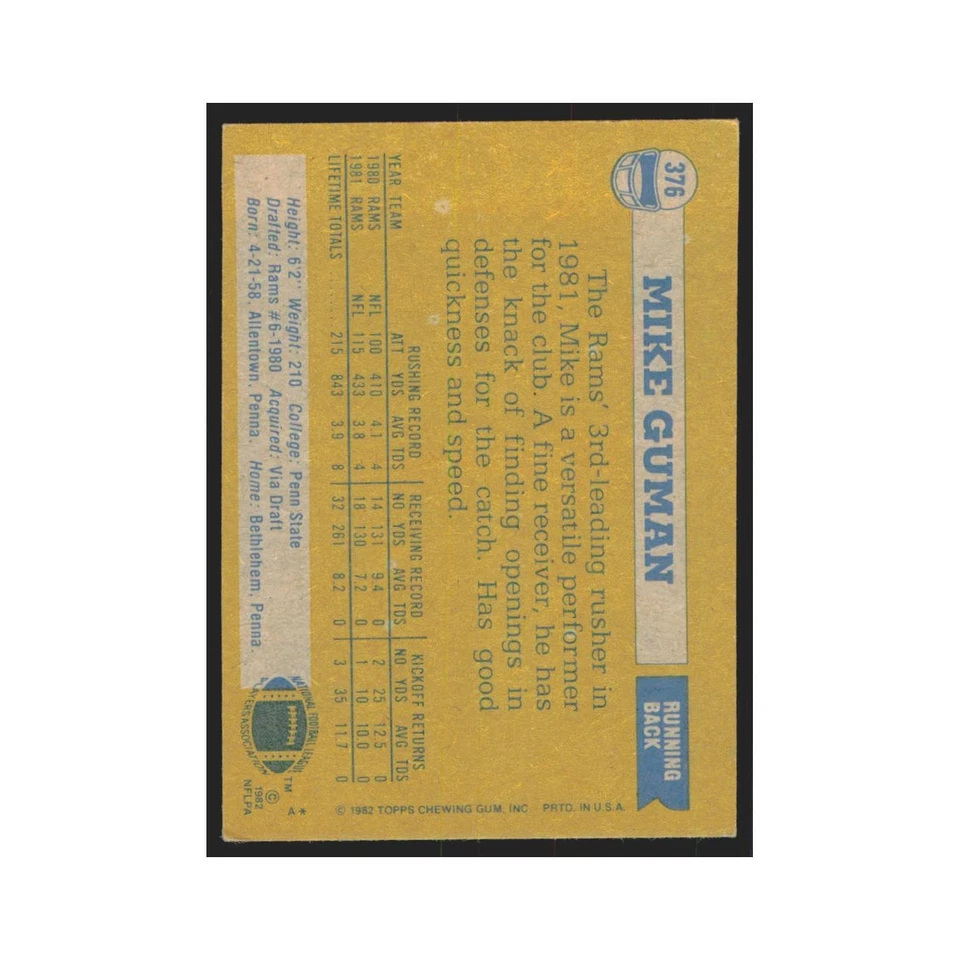 376
MIKE GUMAN
RUNNING
BACK
The Rams' 3rd-leading rusher in
1981, Mike is a versatile performer
for the club. A fine receiver, he has
the knack of finding openings in
defenses for the catch. Has good
quickness and speed.
RUSHING RECORD RECEIVING RECORD KICKOFF RETURNS
YEAR TEAM ATT YDS AVG TDS NO YDS AVG TDS NO YDS AVG TDS
1980 RAMS NFL 100 410 4.1 4 14 131 9.4 0 2 25 12.5 0
1981 RAMS NFL 115 433 3.8 4 18 130 7.2 0 1 10 10.0 0
LIFETIME TOTALS .... 215 843 3.9 8 32 261 8.2 0 3 35 11.7 0
Height: 6'2" Weight: 210 College: Penn State
Drafted: Rams #6-1980 Acquired: Via Draft
Born: 4-21-58, Allentown, Penna. Home: Bethlehem, Penna.
NATIONAL FOOTBALL LEAGUE
PLAYERS ASSOCIATION
TM
© 1982
NFLPA
A*
© 1982 TOPPS CHEWING GUM, INC. PRTD. IN U.S.A.